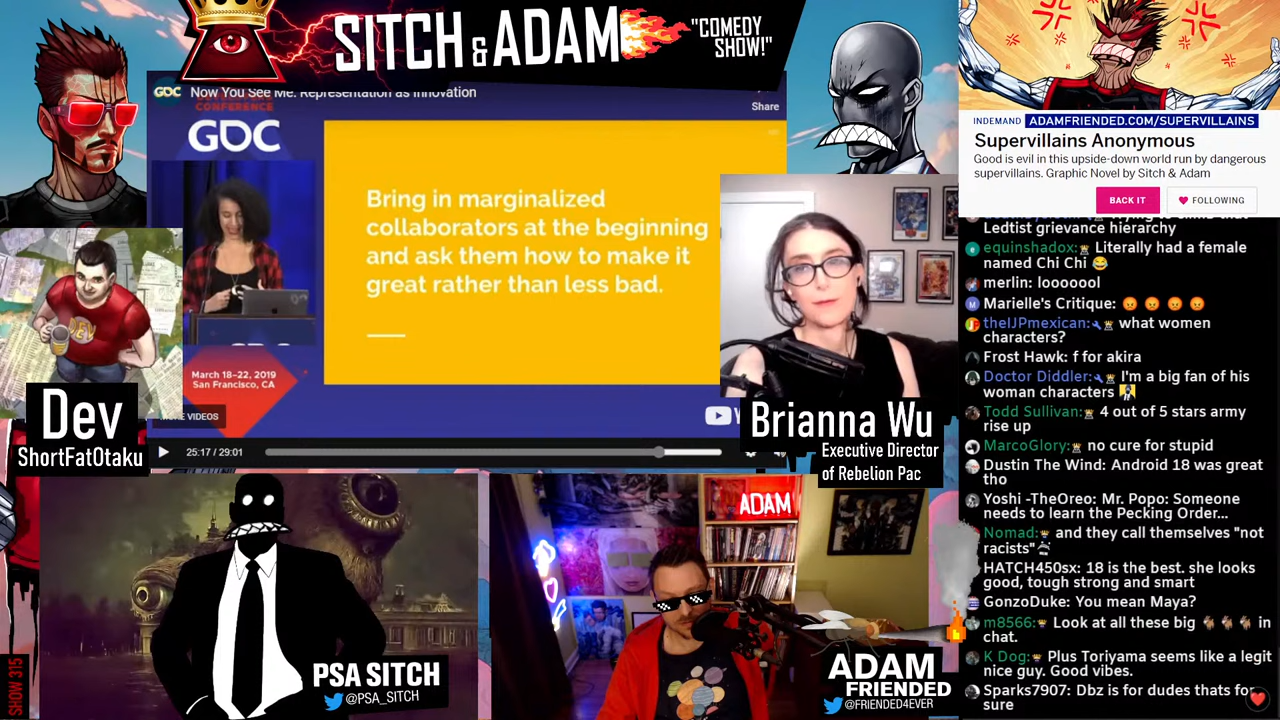 SITCH & ADAM
"COMEDY
SHOW!"
GDC
Now You See Me: Representation as Innovation
CONFERENCE
GDC
Share
Bring in marginalized
collaborators at the beginning
and ask them how to make it
great rather than less bad.
March 18-22, 2019
San Francisco, CA
VIDEOS
25:17 / 29:01
DEV
Dev
ShortFatOtaku
Brianna Wu
Executive Director
of Rebelion Pac
ADAM
PSA SITCH
@PSA_SITCH
ADAM
FRIENDED
@FRIENDED4EVER
SHOW 315
INDEMAND ADAMFRIENDED.COM/SUPERVILLAINS
Supervillains Anonymous
Good is evil in this upside-down world run by dangerous
supervillains. Graphic Novel by Sitch & Adam
BACK IT
FOLLOWING
Ledtist grievance hierarchy
equinshadox: Literally had a female
named Chi Chi 😂
merlin: looooool
Marielle's Critique: 😡 😡 😡 😡
theIJPmexican: what women
characters?
Frost Hawk: f for akira
Doctor Diddler: I'm a big fan of his
woman characters
Todd Sullivan: 4 out of 5 stars army
rise up
MarcoGlory: no cure for stupid
Dustin The Wind: Android 18 was great
tho
Yoshi -TheOreo: Mr. Popo: Someone
needs to learn the Pecking Order...
Nomad: and they call themselves "not
racists"
HATCH450sx: 18 is the best. she looks
good, tough strong and smart
GonzoDuke: You mean Maya?
m8566: Look at all these big in
chat.
K Dog: Plus Toriyama seems like a legit
nice guy. Good vibes.
Sparks7907: Dbz is for dudes thats for
sure